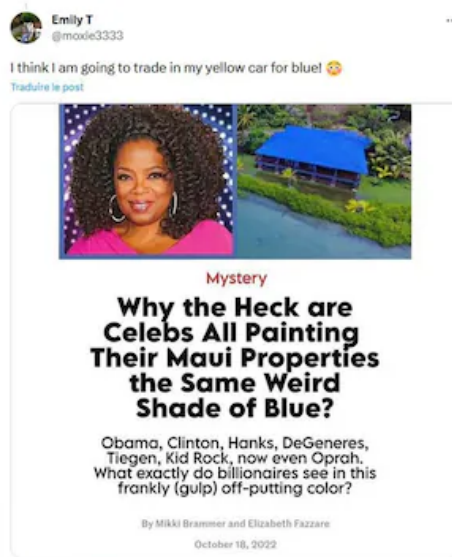 Emily T
@moxie3333
I think I am going to trade in my yellow car for blue! 😳
Traduire le post
Mystery
Why the Heck are
Celebs All Painting
Their Maui Properties
the Same Weird
Shade of Blue?
Obama, Clinton, Hanks, DeGeneres,
Tiegen, Kid Rock, now even Oprah.
What exactly do billionaires see in this
frankly (gulp) off-putting color?
By Mikki Brammer and Elizabeth Fazzare
October 18, 2022